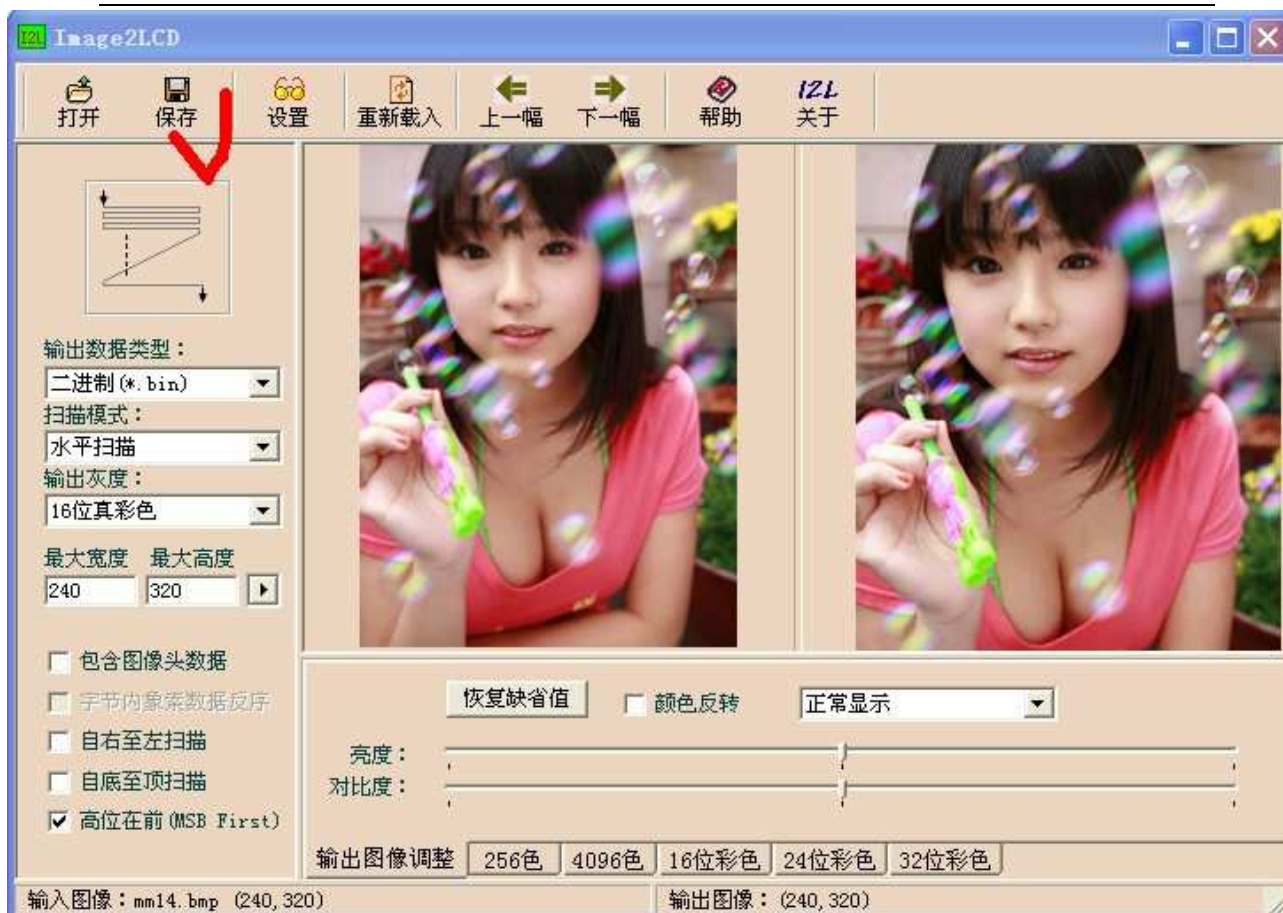 I2L Image2LCD
打开 保存 设置 重新载入 上一幅 下一幅 帮助 I2L 关于
输出数据类型：
二进制(*.bin)
扫描模式：
水平扫描
输出灰度：
16位真彩色
最大宽度 最大高度
240 320
包含图像头数据
字节内象素数据反序
自右至左扫描
自底至顶扫描
高位在前(MSB First)
恢复缺省值 颜色反转 正常显示
亮度：
对比度：
输出图像调整 256色 4096色 16位彩色 24位彩色 32位彩色
输入图像：mm14.bmp (240,320) 输出图像：(240,320)